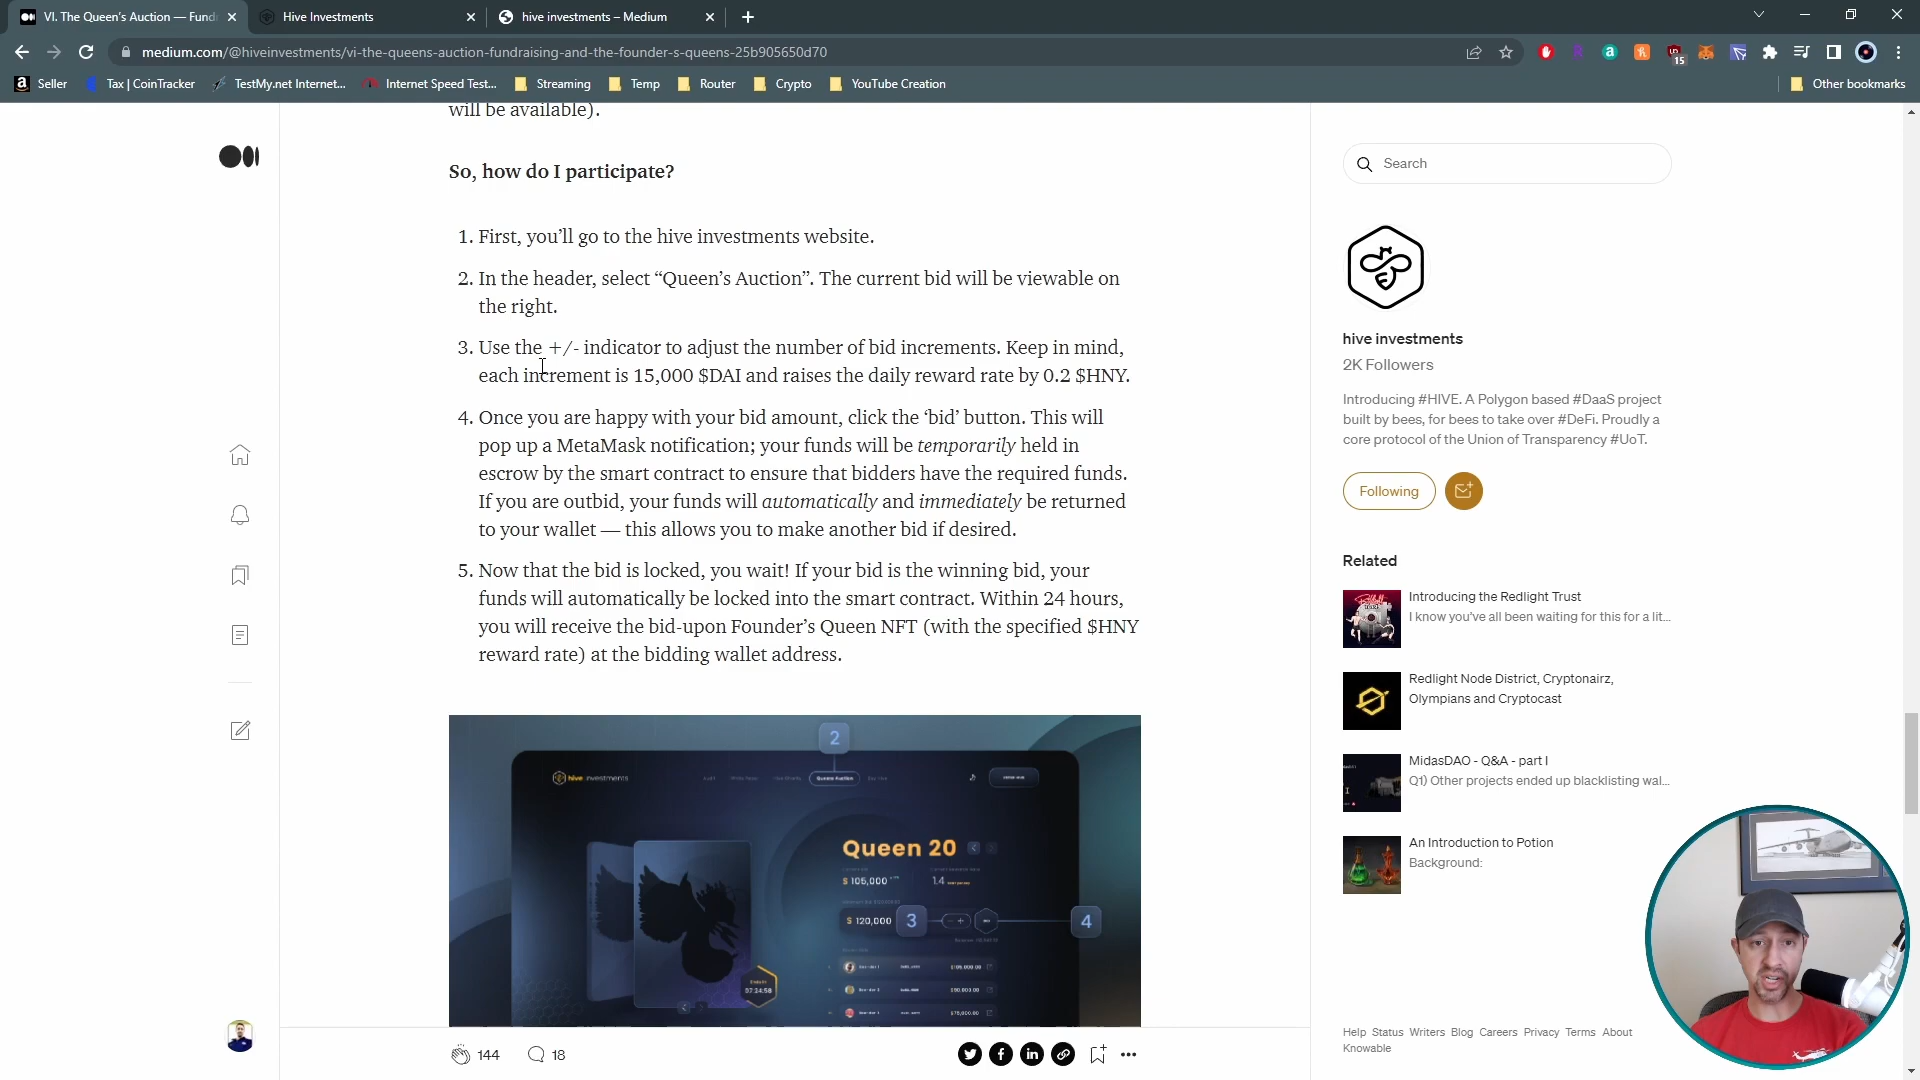 VI. The Queen's Auction — Fund
Hive Investments
hive investments – Medium
medium.com/@hiveinvestments/vi-the-queens-auction-fundraising-and-the-founder-s-queens-25b905650d70
15
Seller
Tax | CoinTracker
TestMy.net Internet...
Internet Speed Test...
Streaming
Temp
Router
Crypto
YouTube Creation
Other bookmarks
will be available).
So, how do I participate?
1. First, you'll go to the hive investments website.
2. In the header, select “Queen's Auction”. The current bid will be viewable on
the right.
3. Use the +/- indicator to adjust the number of bid increments. Keep in mind,
each increment is 15,000 $DAI and raises the daily reward rate by 0.2 $HNY.
4. Once you are happy with your bid amount, click the ‘bid’ button. This will
pop up a MetaMask notification; your funds will be temporarily held in
escrow by the smart contract to ensure that bidders have the required funds.
If you are outbid, your funds will automatically and immediately be returned
to your wallet — this allows you to make another bid if desired.
5. Now that the bid is locked, you wait! If your bid is the winning bid, your
funds will automatically be locked into the smart contract. Within 24 hours,
you will receive the bid-upon Founder's Queen NFT (with the specified $HNY
reward rate) at the bidding wallet address.
2
hive investments
Queens Auction
Queen 20
$ 105,000
1.4
$ 120,000
3
4
07:24:58
144
18
Search
hive investments
2K Followers
Introducing #HIVE. A Polygon based #DaaS project
built by bees, for bees to take over #DeFi. Proudly a
core protocol of the Union of Transparency #UoT.
Following
Related
Introducing the Redlight Trust
I know you've all been waiting for this for a lit...
Redlight Node District, Cryptonairz,
Olympians and Cryptocast
MidasDAO - Q&A - part I
Q1) Other projects ended up blacklisting wal...
An Introduction to Potion
Background:
Help Status Writers Blog Careers Privacy Terms About
Knowable